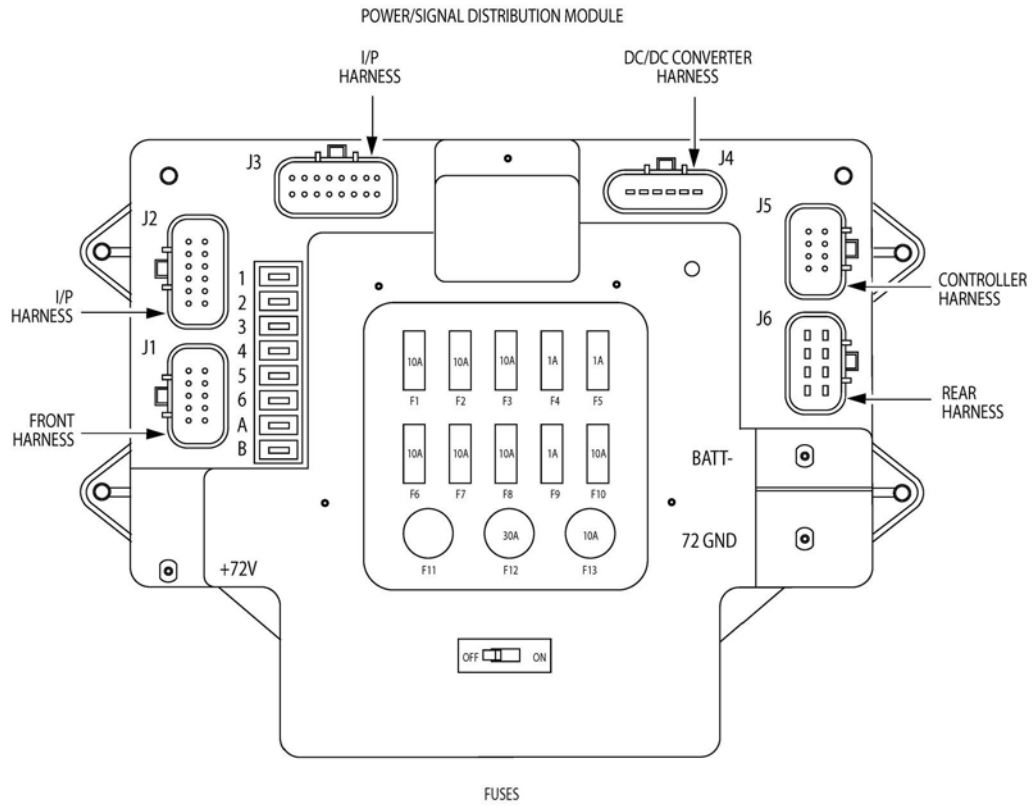 POWER/SIGNAL DISTRIBUTION MODULE
I/P
HARNESS
DC/DC CONVERTER
HARNESS
J3
J4
J2
J5
1
2
3
4
5
6
A
B
I/P
HARNESS
CONTROLLER
HARNESS
J1
J6
FRONT
HARNESS
REAR
HARNESS
10A
10A
10A
1A
1A
F1
F2
F3
F4
F5
10A
10A
10A
1A
10A
F6
F7
F8
F9
F10
30A
10A
F11
F12
F13
BATT-
72 GND
+72V
OFF
ON
FUSES